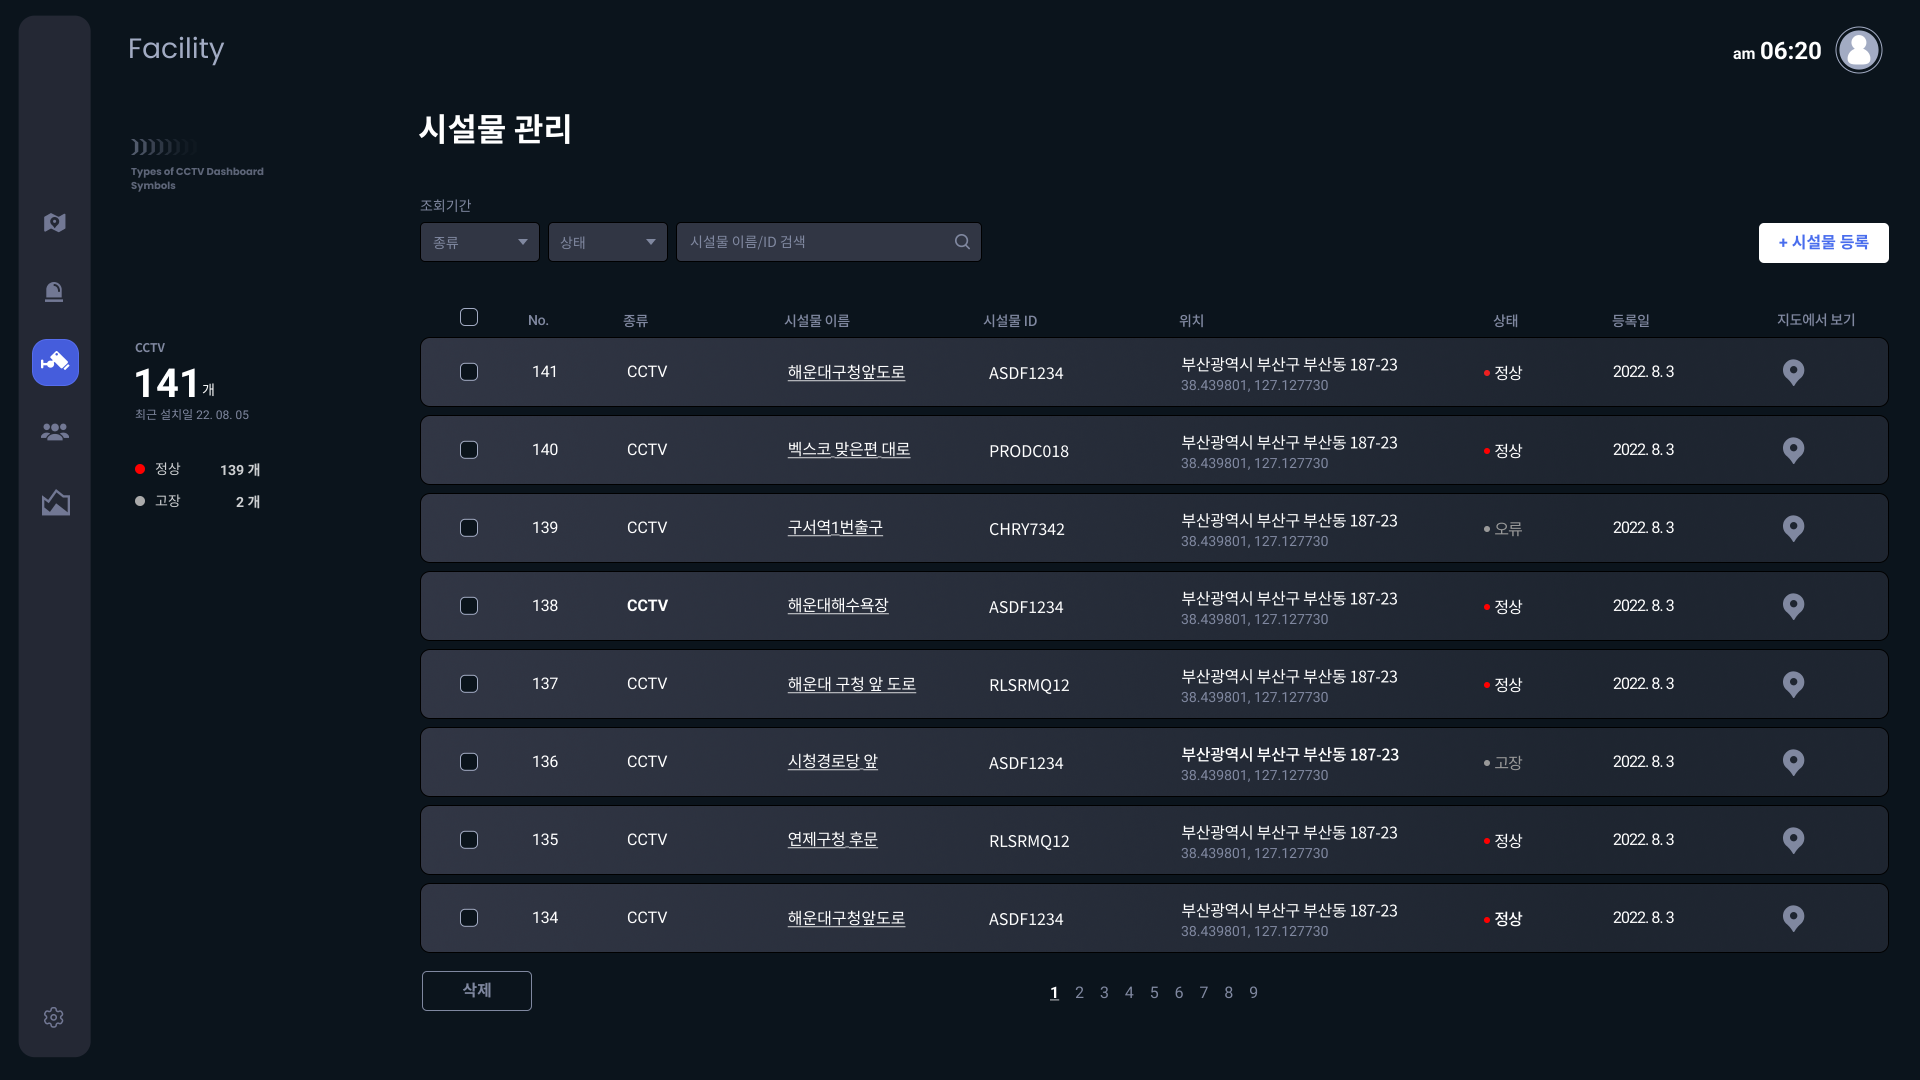 Facility
am 06:20
시설물 관리
Types of CCTV Dashboard
Symbols
조회기간
종류 상태 시설물 이름/ID 검색
+ 시설물 등록
No. 종류 시설물 이름 시설물 ID 위치 상태 등록일 지도에서 보기
CCTV
141 개
최근 설치일 22. 08. 05
정상 139 개
고장 2 개
141 CCTV 해운대구청앞도로 ASDF1234 부산광역시 부산구 부산동 187-23 정상 2022. 8. 3
38.439801, 127.127730
140 CCTV 벡스코 맞은편 대로 PRODC018 부산광역시 부산구 부산동 187-23 정상 2022. 8. 3
38.439801, 127.127730
139 CCTV 구서역1번출구 CHRY7342 부산광역시 부산구 부산동 187-23 오류 2022. 8. 3
38.439801, 127.127730
138 CCTV 해운대해수욕장 ASDF1234 부산광역시 부산구 부산동 187-23 정상 2022. 8. 3
38.439801, 127.127730
137 CCTV 해운대 구청 앞 도로 RLSRMQ12 부산광역시 부산구 부산동 187-23 정상 2022. 8. 3
38.439801, 127.127730
136 CCTV 시청경로당 앞 ASDF1234 부산광역시 부산구 부산동 187-23 고장 2022. 8. 3
38.439801, 127.127730
135 CCTV 연제구청 후문 RLSRMQ12 부산광역시 부산구 부산동 187-23 정상 2022. 8. 3
38.439801, 127.127730
134 CCTV 해운대구청앞도로 ASDF1234 부산광역시 부산구 부산동 187-23 정상 2022. 8. 3
38.439801, 127.127730
삭제
1 2 3 4 5 6 7 8 9